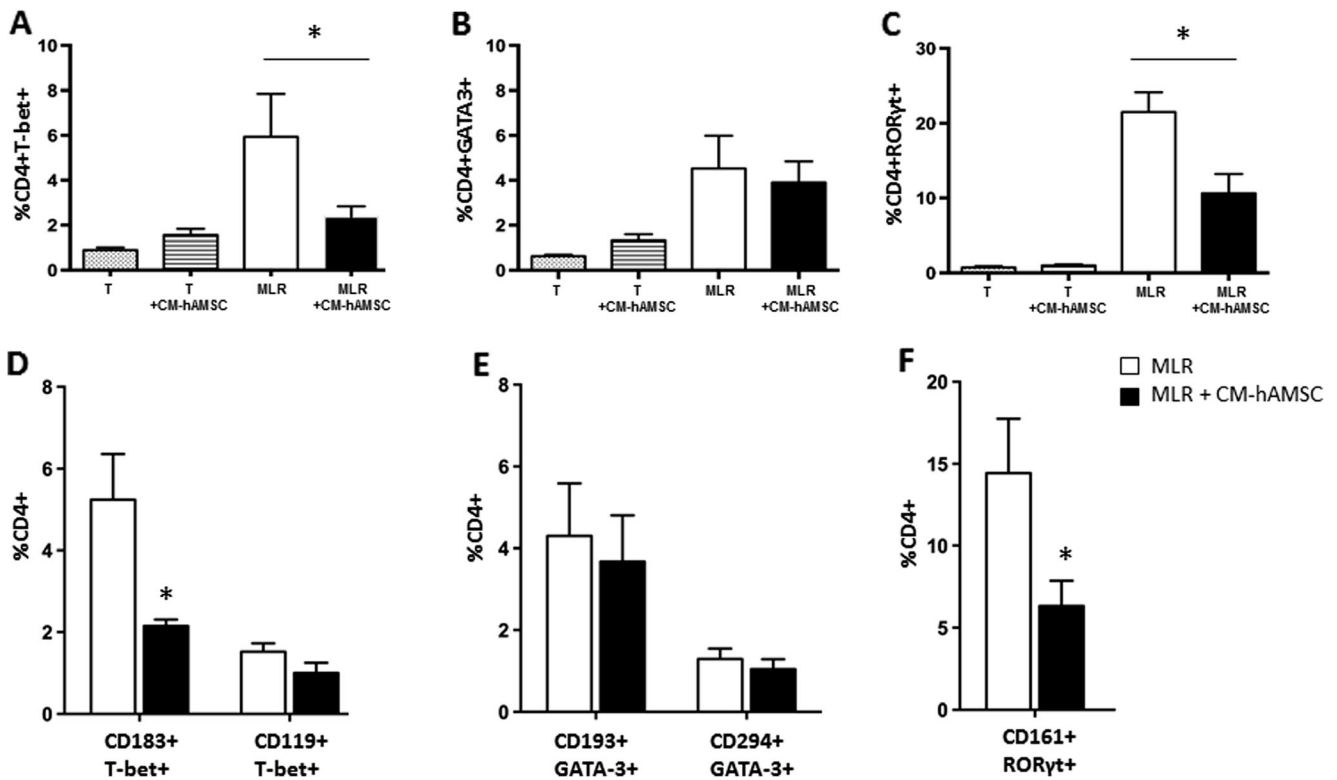 A
*
%CD4+T-bet+
10
8
6
4
2
0
T
T
+CM-hAMSC
MLR
MLR
+CM-hAMSC
B
%CD4+GATA3+
10
8
6
4
2
0
T
T
+CM-hAMSC
MLR
MLR
+CM-hAMSC
C
*
%CD4+RORγt+
30
20
10
0
T
T
+CM-hAMSC
MLR
MLR
+CM-hAMSC
D
%CD4+
8
6
4
2
0
*
CD183+
T-bet+
CD119+
T-bet+
E
%CD4+
8
6
4
2
0
CD193+
GATA-3+
CD294+
GATA-3+
F
%CD4+
20
15
10
5
0
*
CD161+
RORγt+
MLR
MLR + CM-hAMSC